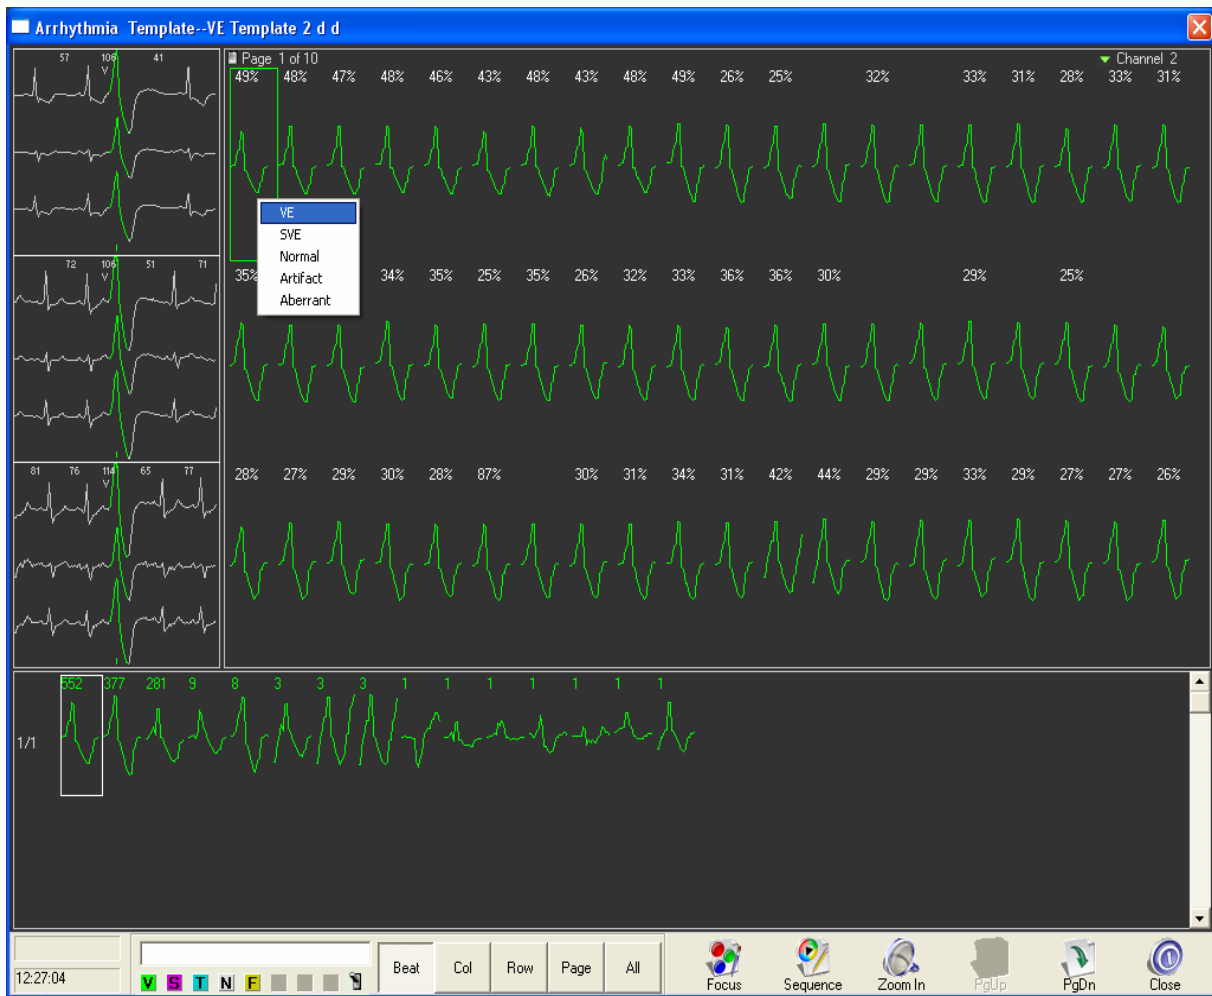 Arrhythmia Template--VE Template 2 d d
57 106 41
V
Page 1 of 10
Channel 2
49% 48% 47% 48% 46% 43% 48% 43% 48% 49% 26% 25% 32% 33% 31% 28% 33% 31%
VE
SVE
Normal
Artifact
Aberrant
72 106 51 71
V
35% 34% 35% 25% 35% 26% 32% 33% 36% 36% 30% 29% 25%
81 76 114 65 77
V
28% 27% 29% 30% 28% 87% 30% 31% 34% 31% 42% 44% 29% 29% 33% 29% 27% 27% 26%
552 377 281 9 8 3 3 3 1 1 1 1 1 1 1
1/1
12:27:04
V S T N F
Beat Col Row Page All
Focus Sequence Zoom In PgUp PgDn Close